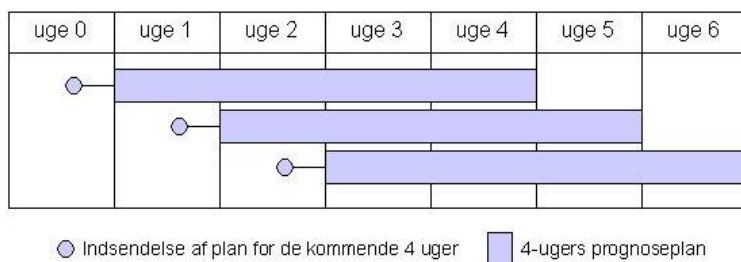 uge 0 uge 1 uge 2 uge 3 uge 4 uge 5 uge 6
Indsendelse af plan for de kommende 4 uger 4-ugers prognoseplan